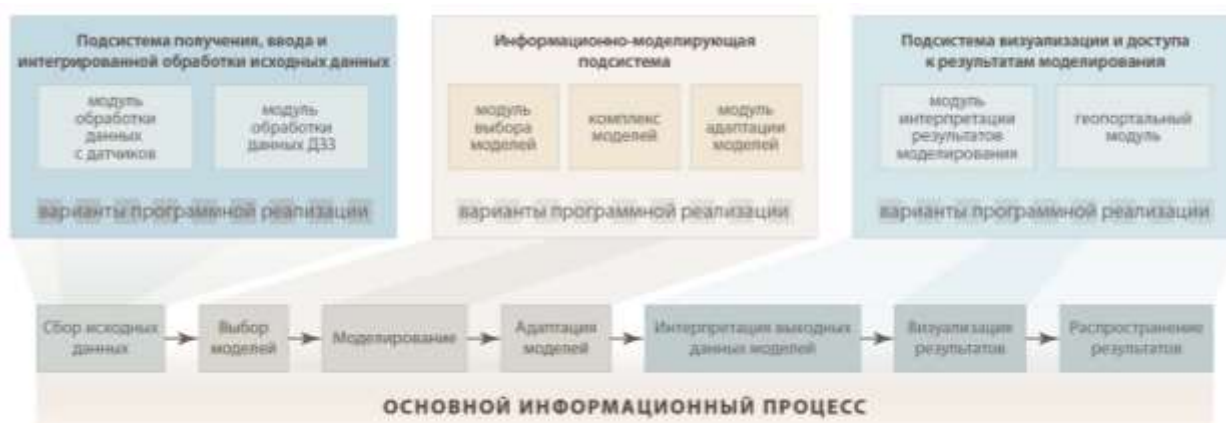 Подсистема получения, ввода и
интегрированной обработки исходных данных
модуль
обработки
данных
с датчиков
модуль
обработки
данных ДЗЗ
варианты программной реализации
Информационно-моделирующая
подсистема
модуль
выбора
моделей
комплекс
моделей
модуль
адаптации
моделей
варианты программной реализации
Подсистема визуализации и доступа
к результатам моделирования
модуль
интерпретации
результатов
моделирования
геопортальный
модуль
варианты программной реализации
Сбор исходных
данных
Выбор
моделей
Моделирование
Адаптация
моделей
Интерпретация выходных
данных моделей
Визуализация
результатов
Распространение
результатов
ОСНОВНОЙ ИНФОРМАЦИОННЫЙ ПРОЦЕСС